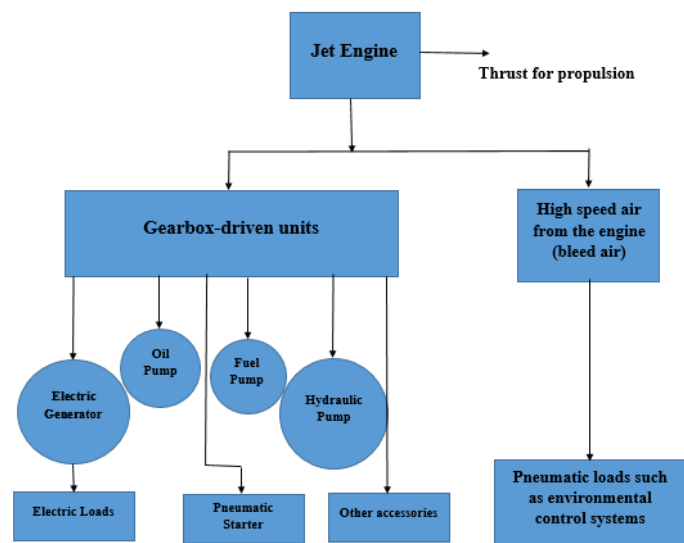 Jet Engine
Thrust for propulsion
Gearbox-driven units
High speed air
from the engine
(bleed air)
Oil
Pump
Fuel
Pump
Electric
Generator
Hydraulic
Pump
Electric Loads
Pneumatic
Starter
Other accessories
Pneumatic loads such
as environmental
control systems